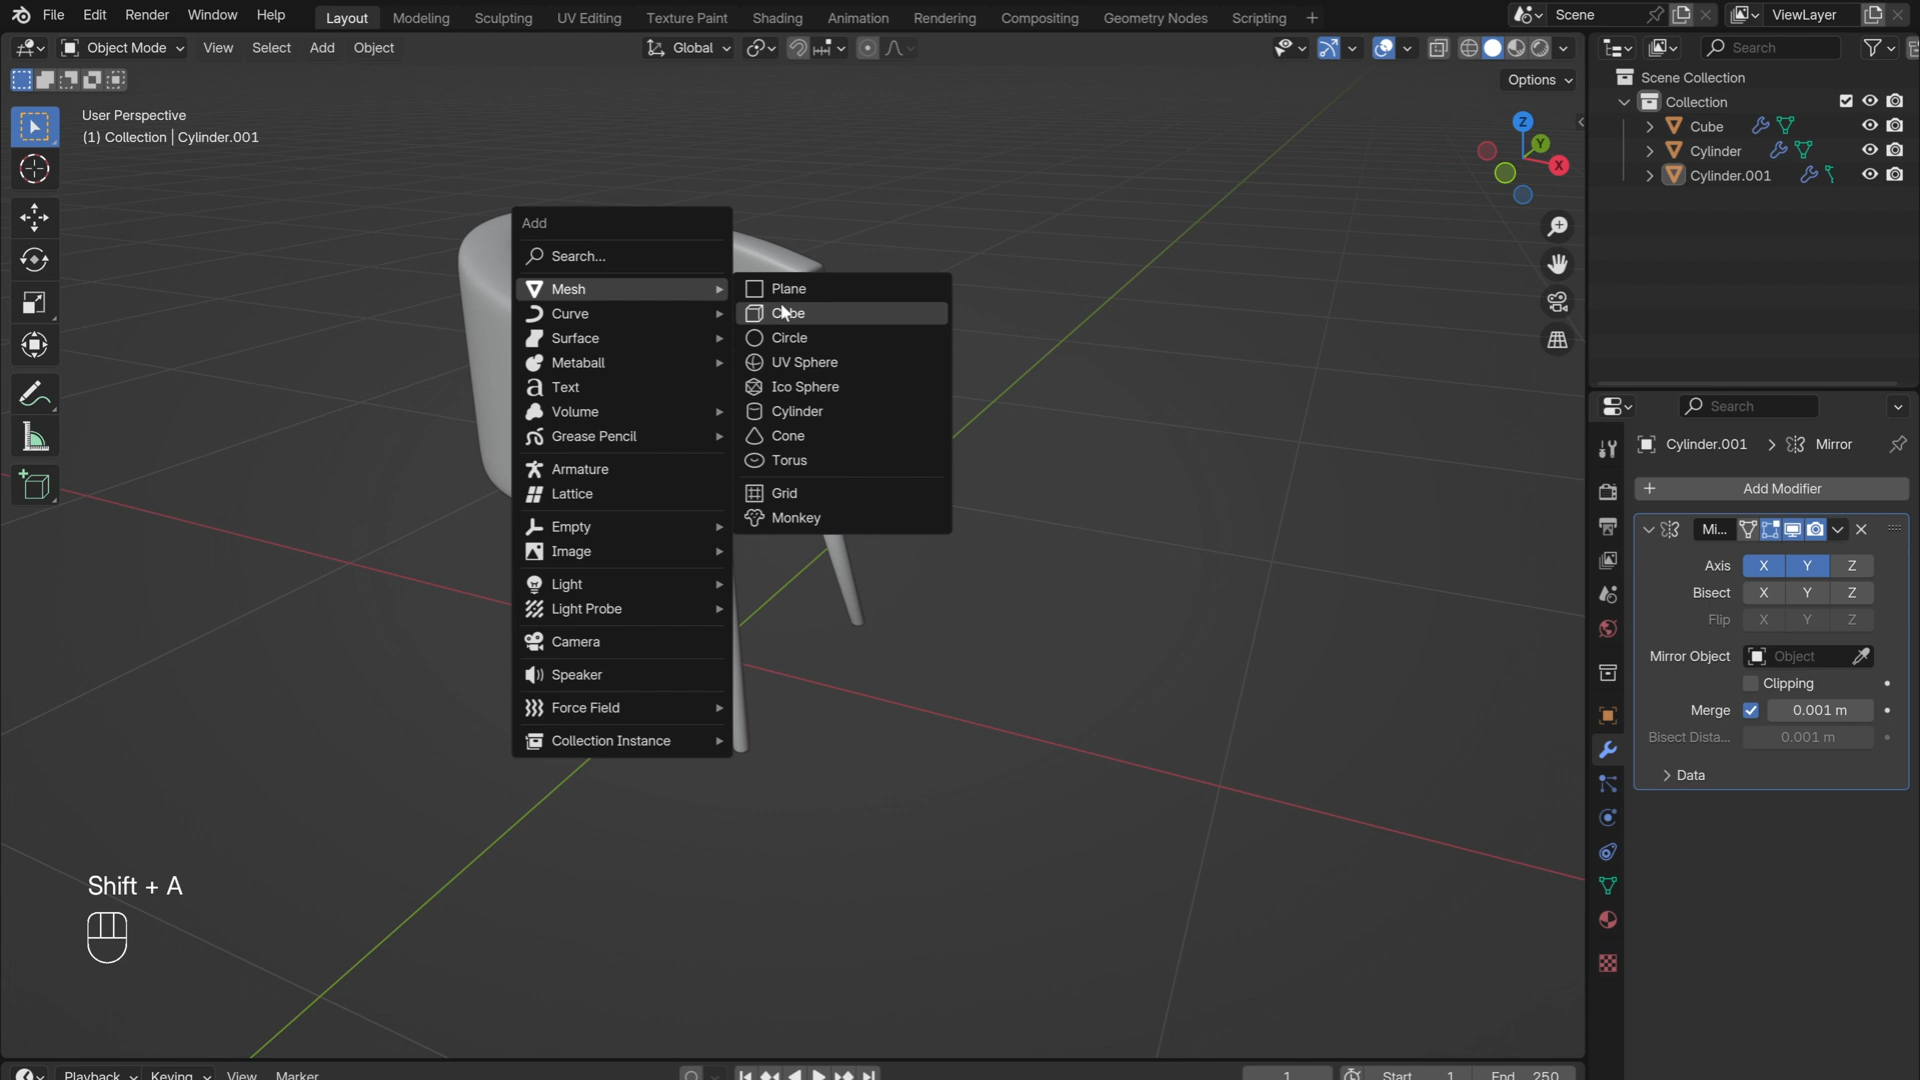 File Edit Render Window Help Layout Modeling Sculpting UV Editing Texture Paint Shading Animation Rendering Compositing Geometry Nodes Scripting + Scene ViewLayer
Object Mode View Select Add Object Global Search
Options
User Perspective
(1) Collection | Cylinder.001
Z
Y
X
Scene Collection
Collection
Cube
Cylinder
Cylinder.001
Add
Search...
Mesh
Curve
Surface
Metaball
Text
Volume
Grease Pencil
Armature
Lattice
Empty
Image
Light
Light Probe
Camera
Speaker
Force Field
Collection Instance
Plane
Circle
UV Sphere
Ico Sphere
Cylinder
Cone
Torus
Grid
Monkey
Search
Cylinder.001 > Mirror
+ Add Modifier
Mi...
Axis X Y Z
Bisect X Y Z
Flip X Y Z
Mirror Object Object
Clipping
Merge 0.001 m
Bisect Dista... 0.001 m
Data
Shift + A
Playback Keying View Marker 1 Start 1 End 250